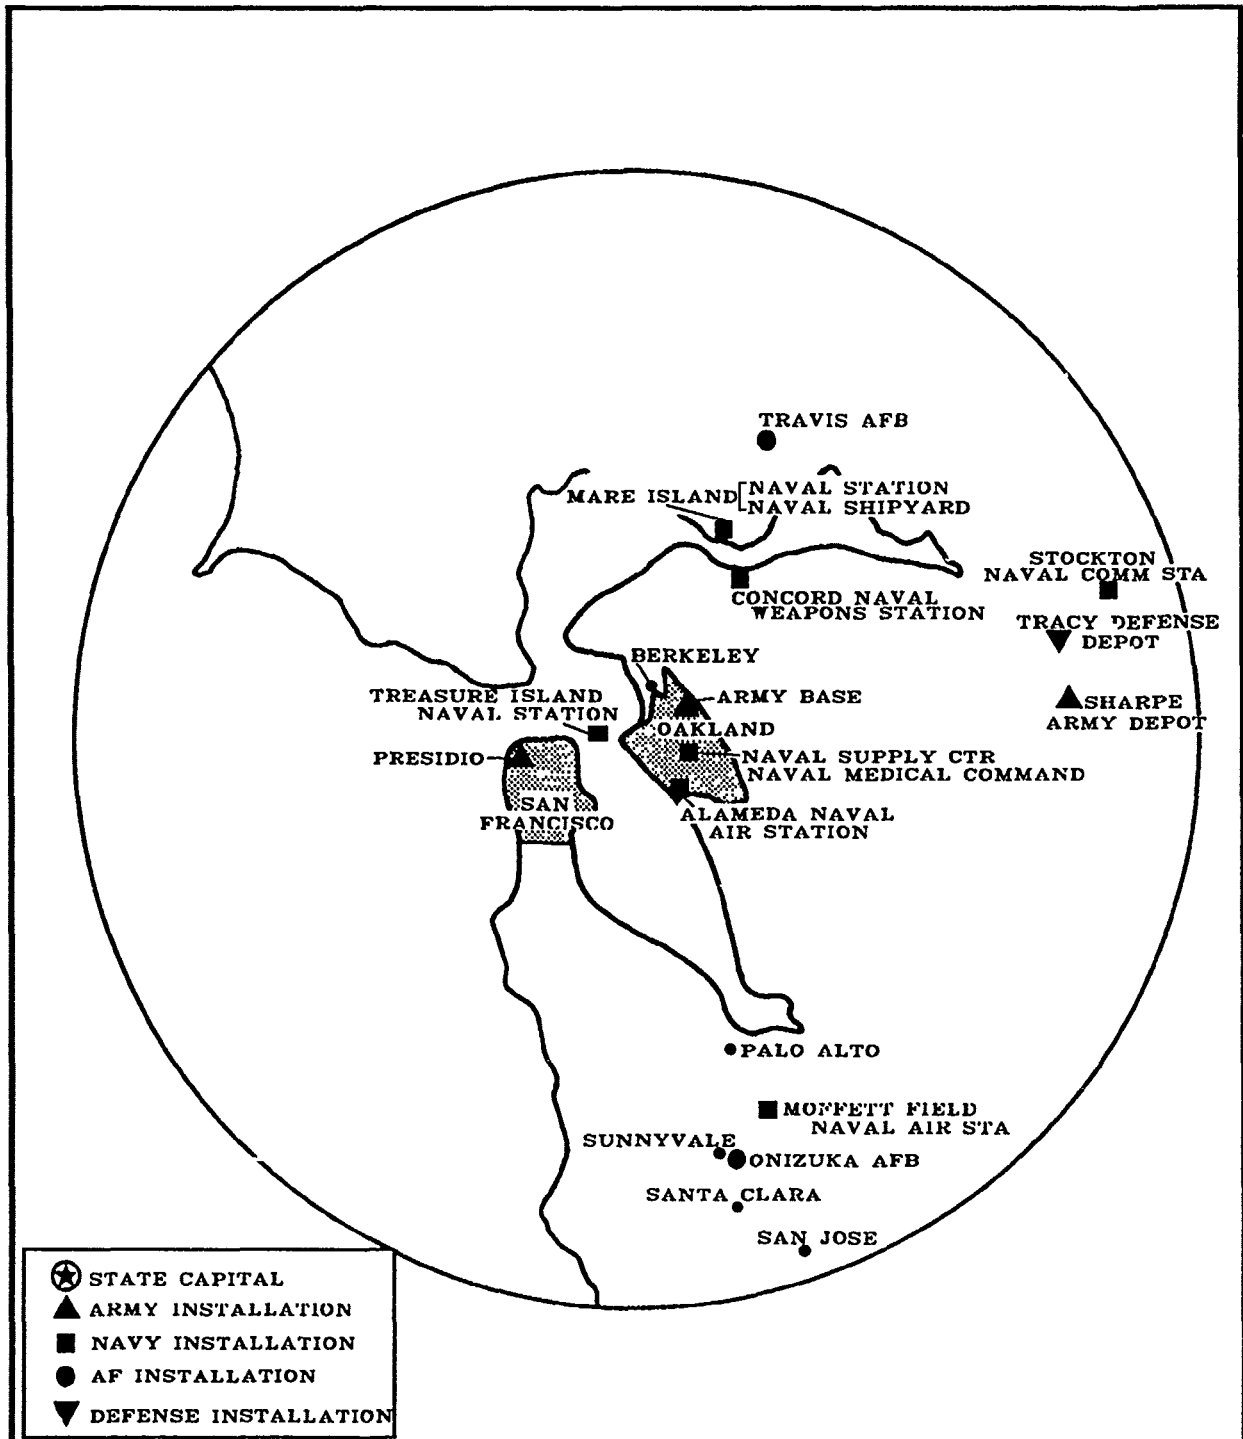 TRAVIS AFB
MARE ISLAND
NAVAL STATION
NAVAL SHIPYARD
STOCKTON
NAVAL COMM STA
CONCORD NAVAL
WEAPONS STATION
TRACY DEFENSE
DEPOT
BERKELEY
TREASURE ISLAND
NAVAL STATION
ARMY BASE
SHARPE
ARMY DEPOT
OAKLAND
PRESIDIO
NAVAL SUPPLY CTR
NAVAL MEDICAL COMMAND
SAN
FRANCISCO
ALAMEDA NAVAL
AIR STATION
PALO ALTO
MOFFETT FIELD
NAVAL AIR STA
SUNNYVALE
ONIZUKA AFB
SANTA CLARA
SAN JOSE
STATE CAPITAL
ARMY INSTALLATION
NAVY INSTALLATION
AF INSTALLATION
DEFENSE INSTALLATION